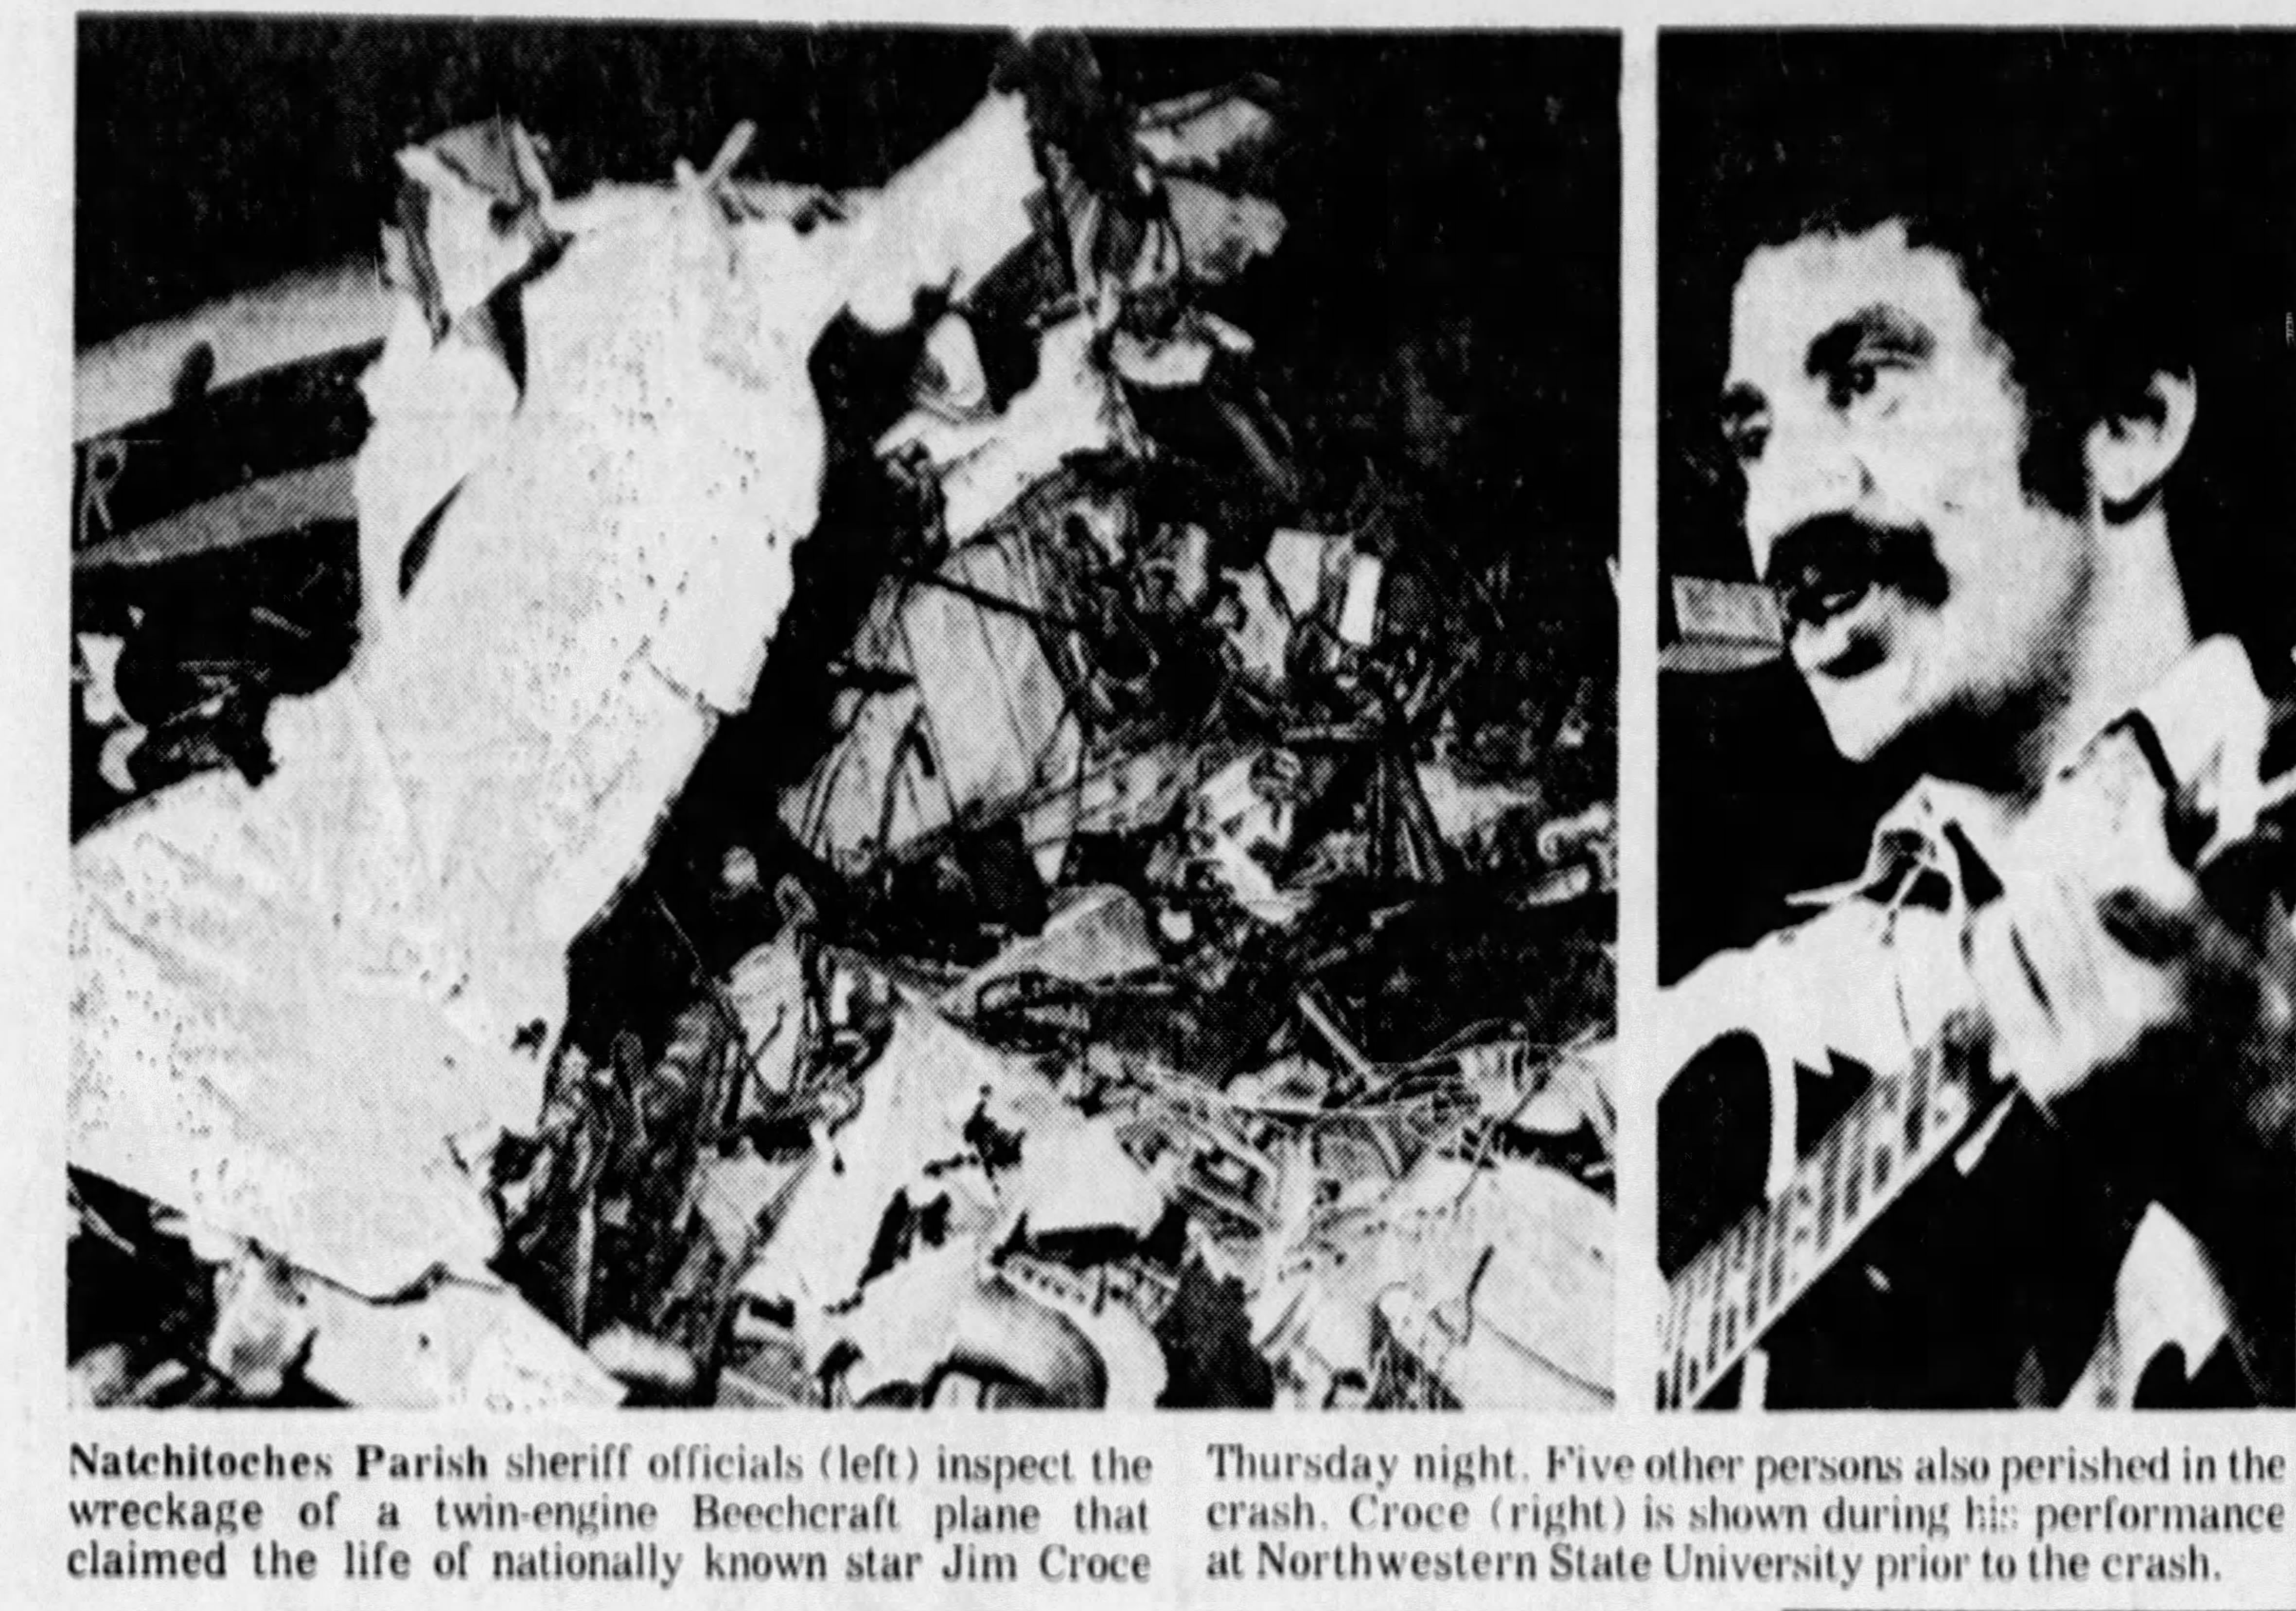 Natchitoches Parish sheriff officials (left) inspect the
wreckage of a twin-engine Beechcraft plane that
claimed the life of nationally known star Jim Croce
Thursday night. Five other persons also perished in the
crash. Croce (right) is shown during his performance
at Northwestern State University prior to the crash.